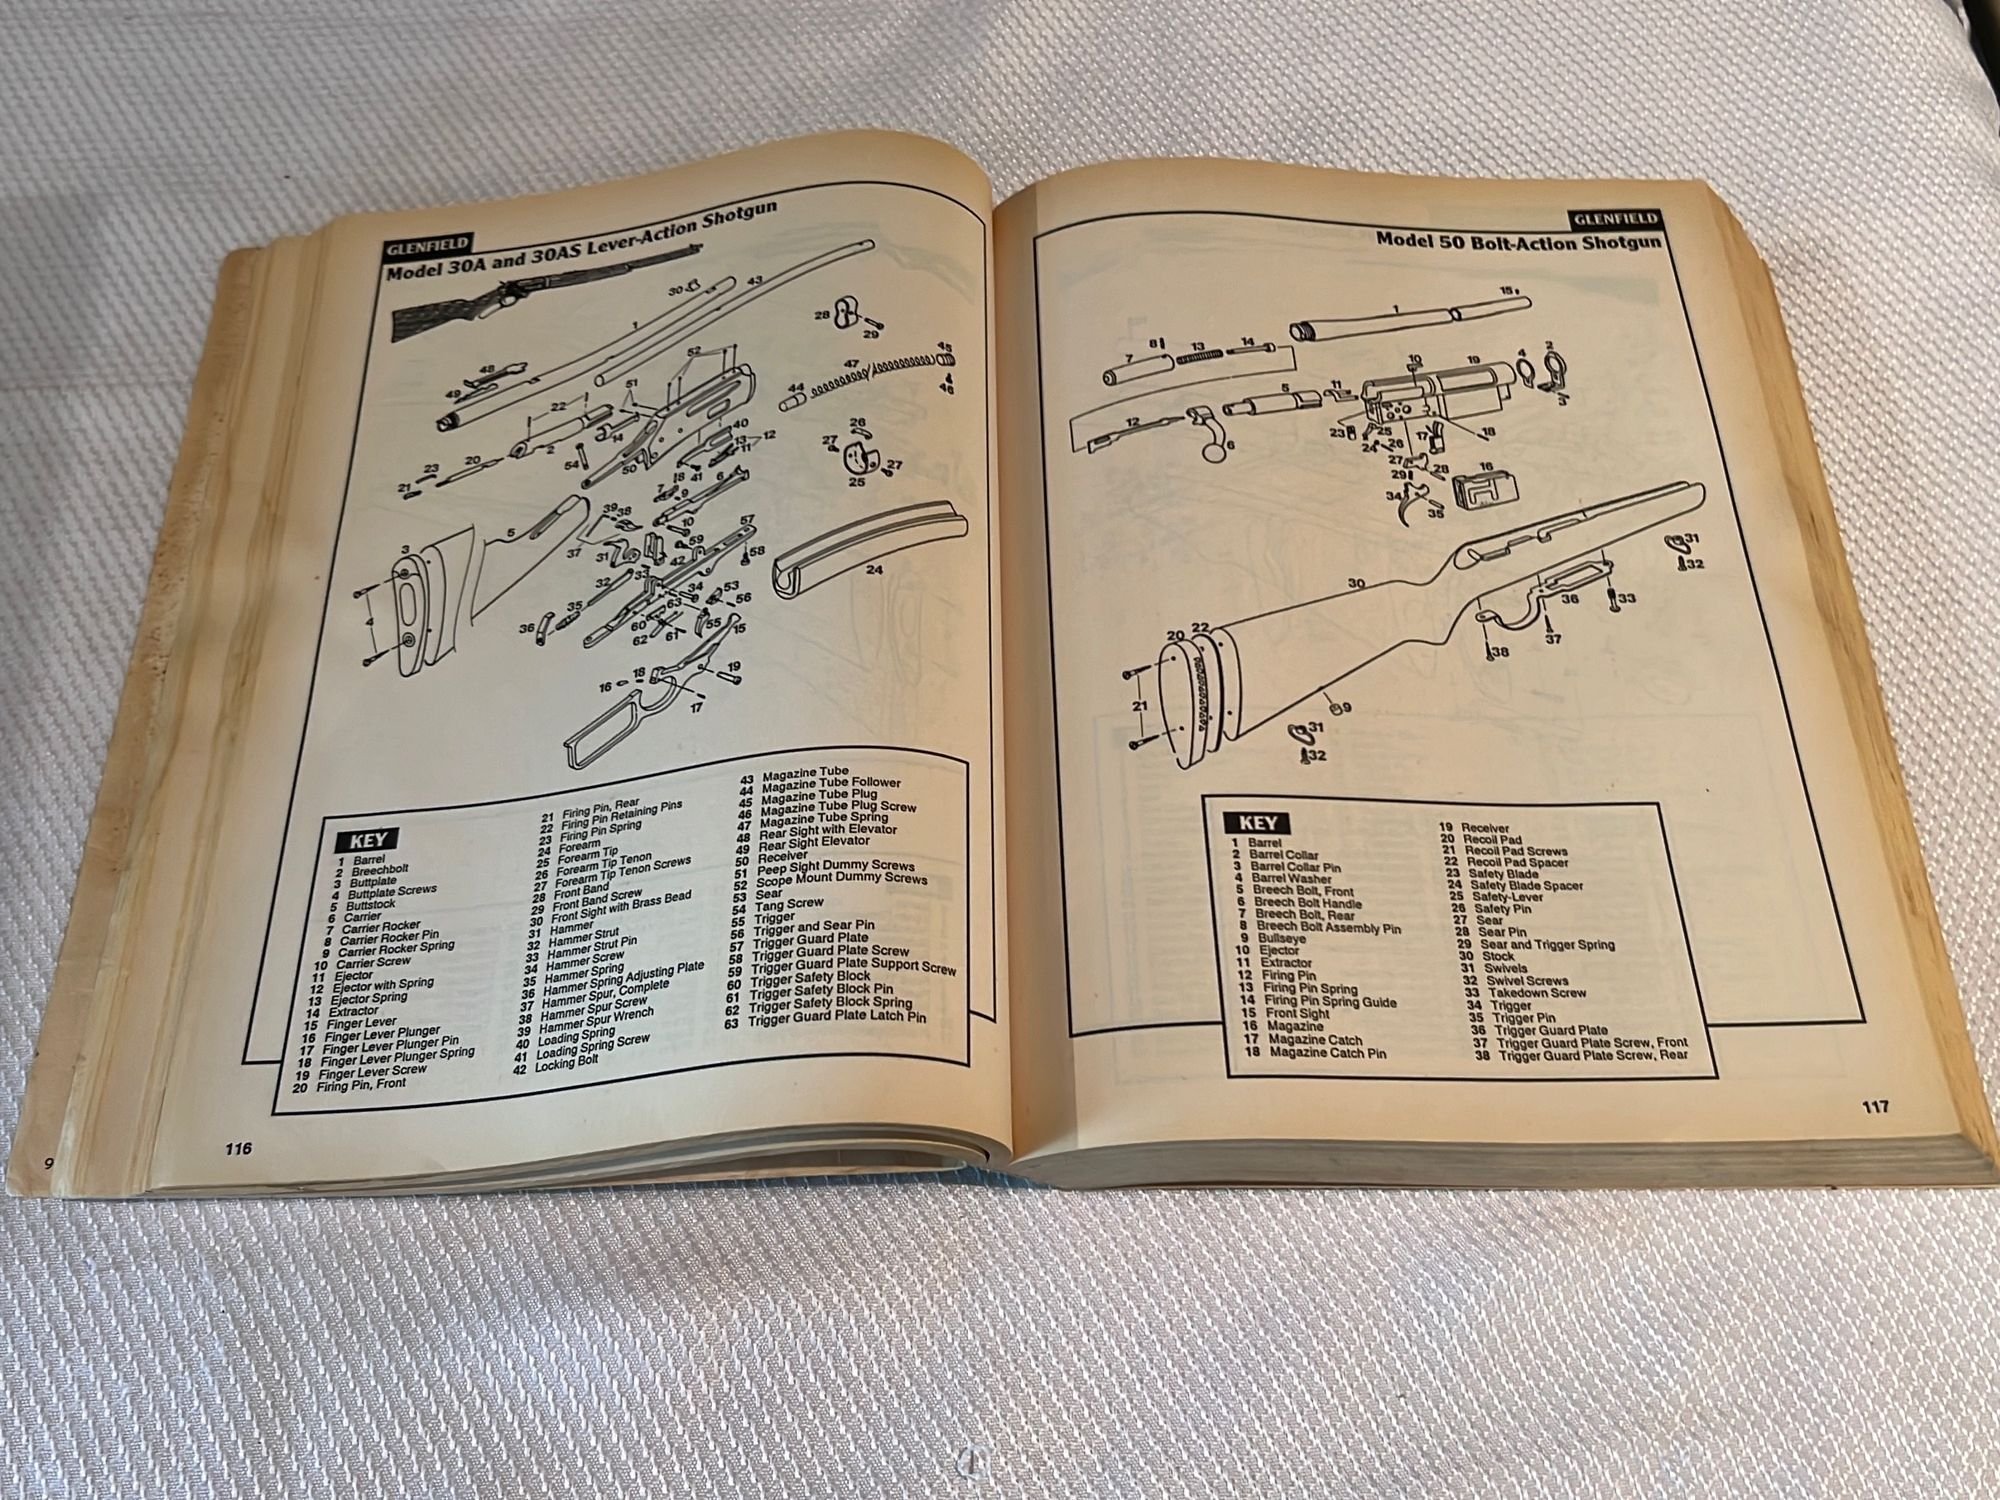 GLENFIELD
Model 30A and 30AS Lever-Action Shotgun
KEY
1 Barrel
2 Breechbolt
3 Buttplate
4 Buttplate Screws
5 Buttstock
6 Carrier
7 Carrier Rocker
8 Carrier Rocker Pin
9 Carrier Rocker Spring
10 Carrier Screw
11 Ejector
12 Ejector with Spring
13 Ejector Spring
14 Extractor
15 Finger Lever
16 Finger Lever Plunger
17 Finger Lever Plunger Pin
18 Finger Lever Plunger Spring
19 Finger Lever Screw
20 Firing Pin, Front
21 Firing Pin, Rear
22 Firing Pin Retaining Pins
23 Firing Pin Spring
24 Forearm
25 Forearm Tip
26 Forearm Tip Tenon
27 Forearm Tip Tenon Screws
28 Front Band
29 Front Band Screw
30 Front Sight with Brass Bead
31 Hammer
32 Hammer Strut
33 Hammer Strut Pin
34 Hammer Screw
35 Hammer Spring
36 Hammer Spring Adjusting Plate
37 Hammer Spur, Complete
38 Hammer Spur Screw
39 Hammer Spur Wrench
40 Loading Spring
41 Loading Spring Screw
42 Locking Bolt
43 Magazine Tube
44 Magazine Tube Follower
45 Magazine Tube Plug
46 Magazine Tube Plug Screw
47 Magazine Tube Spring
48 Rear Sight with Elevator
49 Rear Sight Elevator
50 Receiver
51 Peep Sight Dummy Screws
52 Scope Mount Dummy Screws
53 Sear
54 Tang Screw
55 Trigger
56 Trigger and Sear Pin
57 Trigger Guard Plate
58 Trigger Guard Plate Screw
59 Trigger Guard Plate Support Screw
60 Trigger Safety Block
61 Trigger Safety Block Pin
62 Trigger Safety Block Spring
63 Trigger Guard Plate Latch Pin
116
9
GLENFIELD
Model 50 Bolt-Action Shotgun
KEY
1 Barrel
2 Barrel Collar
3 Barrel Collar Pin
4 Barrel Washer
5 Breech Bolt, Front
6 Breech Bolt Handle
7 Breech Bolt, Rear
8 Breech Bolt Assembly Pin
9 Bullseye
10 Ejector
11 Extractor
12 Firing Pin
13 Firing Pin Spring
14 Firing Pin Spring Guide
15 Front Sight
16 Magazine
17 Magazine Catch
18 Magazine Catch Pin
19 Receiver
20 Recoil Pad
21 Recoil Pad Screws
22 Recoil Pad Spacer
23 Safety Blade
24 Safety Blade Spacer
25 Safety-Lever
26 Safety Pin
27 Sear
28 Sear Pin
29 Sear and Trigger Spring
30 Stock
31 Swivels
32 Swivel Screws
33 Takedown Screw
34 Trigger
35 Trigger Pin
36 Trigger Guard Plate
37 Trigger Guard Plate Screw, Front
38 Trigger Guard Plate Screw, Rear
117